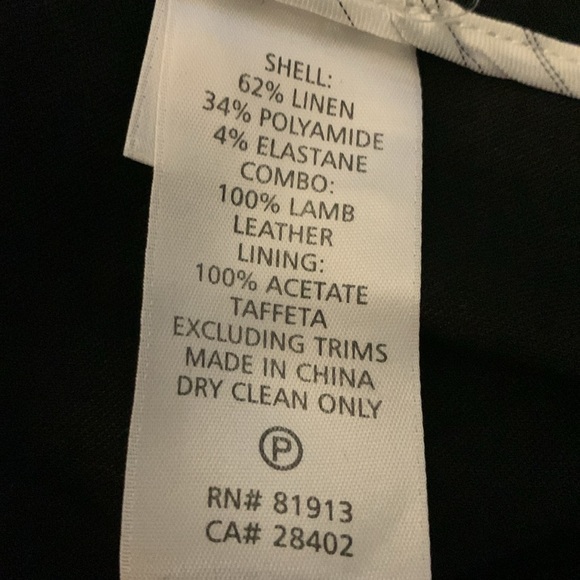 SHELL:
62% LINEN
34% POLYAMIDE
4% ELASTANE
COMBO:
100% LAMB
LEATHER
LINING:
100% ACETATE
TAFFETA
EXCLUDING TRIMS
MADE IN CHINA
DRY CLEAN ONLY
P
RN# 81913
CA# 28402